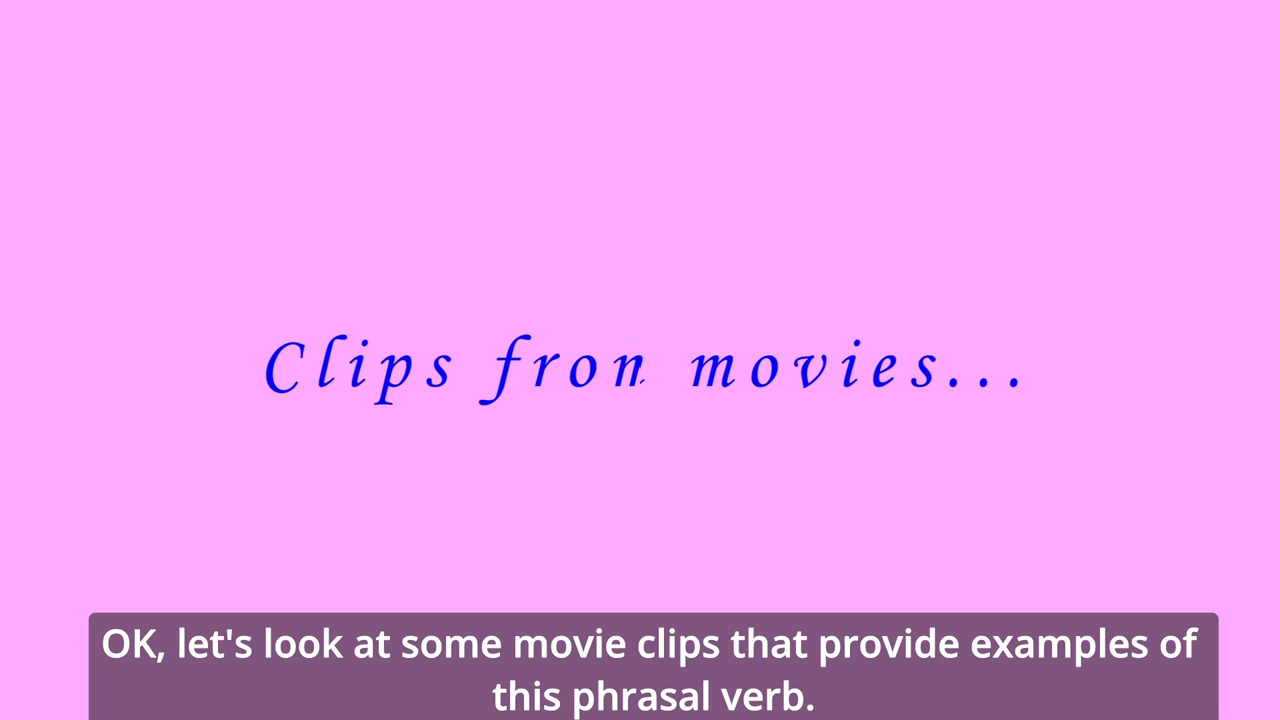 Clips from movies...
OK, let's look at some movie clips that provide examples of
this phrasal verb.